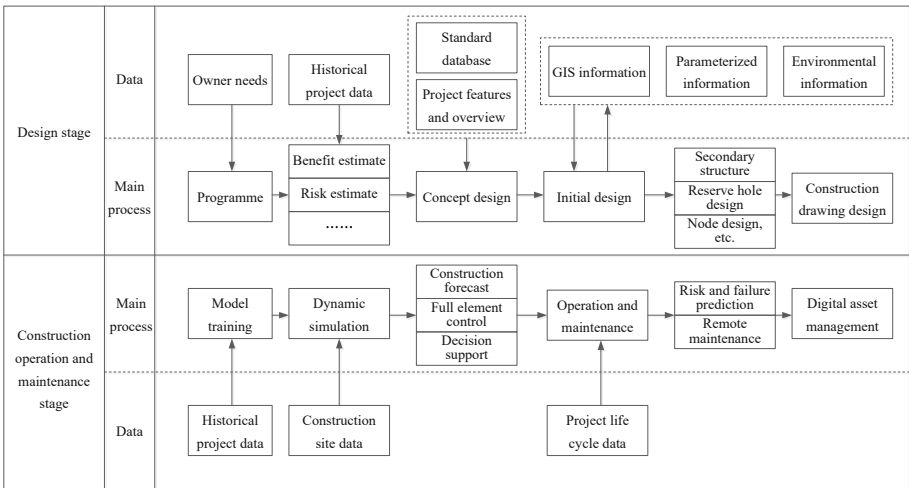 Design stage
Data
Owner needs
Historical
project data
Standard
database
Project features
and overview
GIS information
Parameterized
information
Environmental
information
Main
process
Programme
Benefit estimate
Risk estimate
……
Concept design
Initial design
Secondary
structure
Reserve hole
design
Node design,
etc.
Construction
drawing design
Construction
operation and
maintenance
stage
Main
process
Model
training
Dynamic
simulation
Construction
forecast
Full element
control
Decision
support
Operation and
maintenance
Risk and failure
prediction
Remote
maintenance
Digital asset
management
Data
Historical
project data
Construction
site data
Project life
cycle data